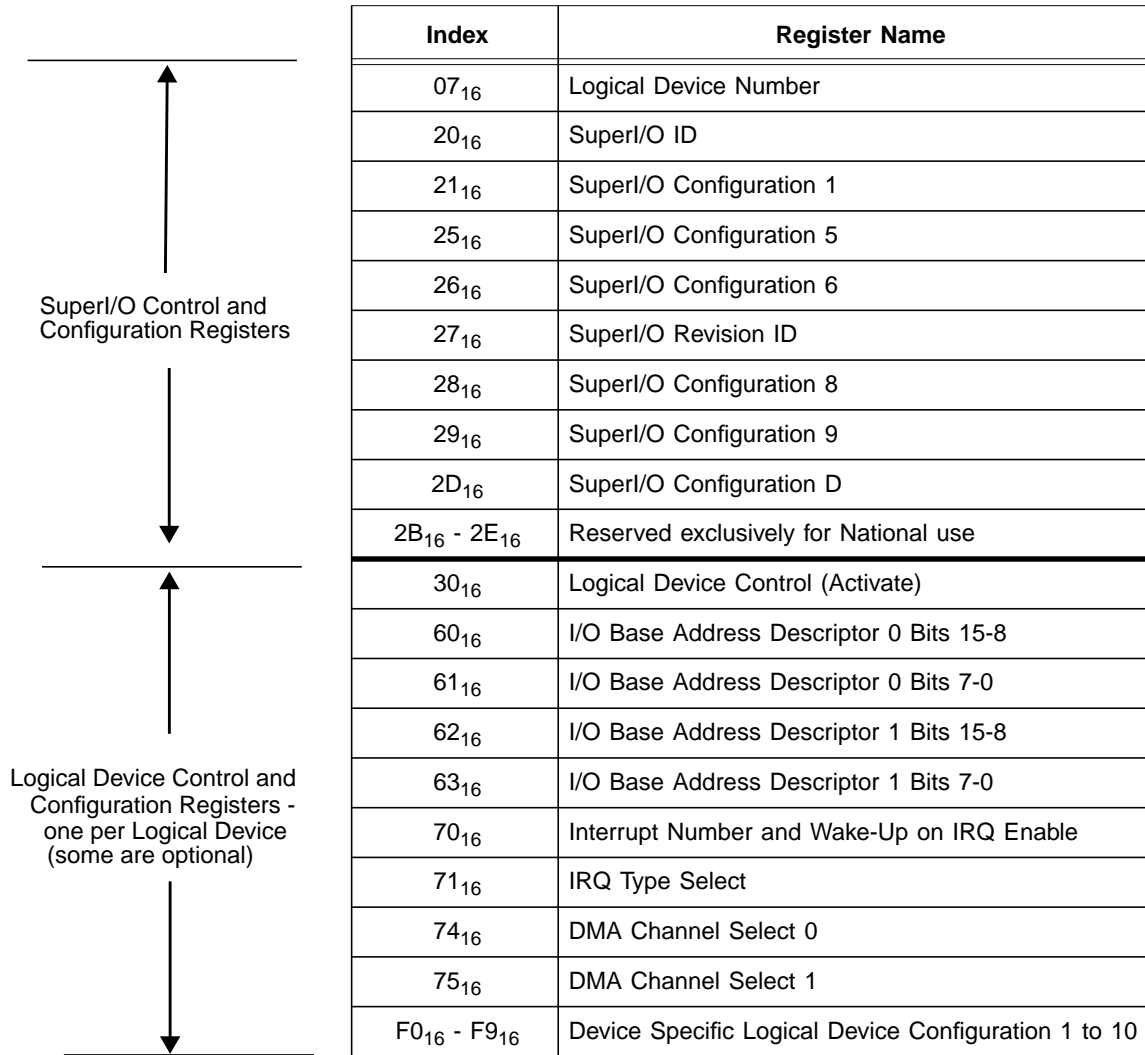 Index Register Name
07₁₆ Logical Device Number
20₁₆ SuperI/O ID
21₁₆ SuperI/O Configuration 1
25₁₆ SuperI/O Configuration 5
26₁₆ SuperI/O Configuration 6
27₁₆ SuperI/O Revision ID
28₁₆ SuperI/O Configuration 8
29₁₆ SuperI/O Configuration 9
2D₁₆ SuperI/O Configuration D
2B₁₆ - 2E₁₆ Reserved exclusively for National use
30₁₆ Logical Device Control (Activate)
60₁₆ I/O Base Address Descriptor 0 Bits 15-8
61₁₆ I/O Base Address Descriptor 0 Bits 7-0
62₁₆ I/O Base Address Descriptor 1 Bits 15-8
63₁₆ I/O Base Address Descriptor 1 Bits 7-0
70₁₆ Interrupt Number and Wake-Up on IRQ Enable
71₁₆ IRQ Type Select
74₁₆ DMA Channel Select 0
75₁₆ DMA Channel Select 1
F0₁₆ - F9₁₆ Device Specific Logical Device Configuration 1 to 10
SuperI/O Control and
Configuration Registers
Logical Device Control and
Configuration Registers -
one per Logical Device
(some are optional)